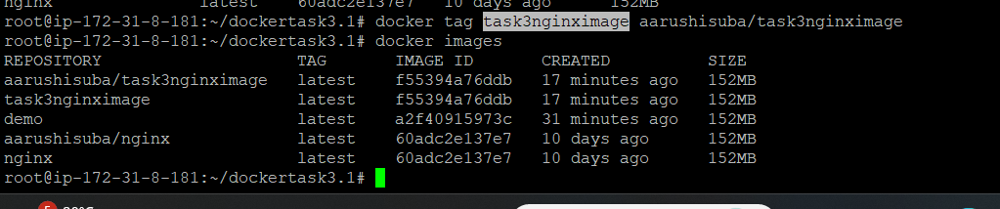 nginx                    latest    60adc2e137e7   10 days ago      152MB
root@ip-172-31-8-181:~/dockertask3.1# docker tag task3nginximage aarushisuba/task3nginximage
root@ip-172-31-8-181:~/dockertask3.1# docker images
REPOSITORY                    TAG       IMAGE ID       CREATED          SIZE
aarushisuba/task3nginximage   latest    f55394a76ddb   17 minutes ago   152MB
task3nginximage               latest    f55394a76ddb   17 minutes ago   152MB
demo                          latest    a2f40915973c   31 minutes ago   152MB
aarushisuba/nginx             latest    60adc2e137e7   10 days ago      152MB
nginx                         latest    60adc2e137e7   10 days ago      152MB
root@ip-172-31-8-181:~/dockertask3.1#